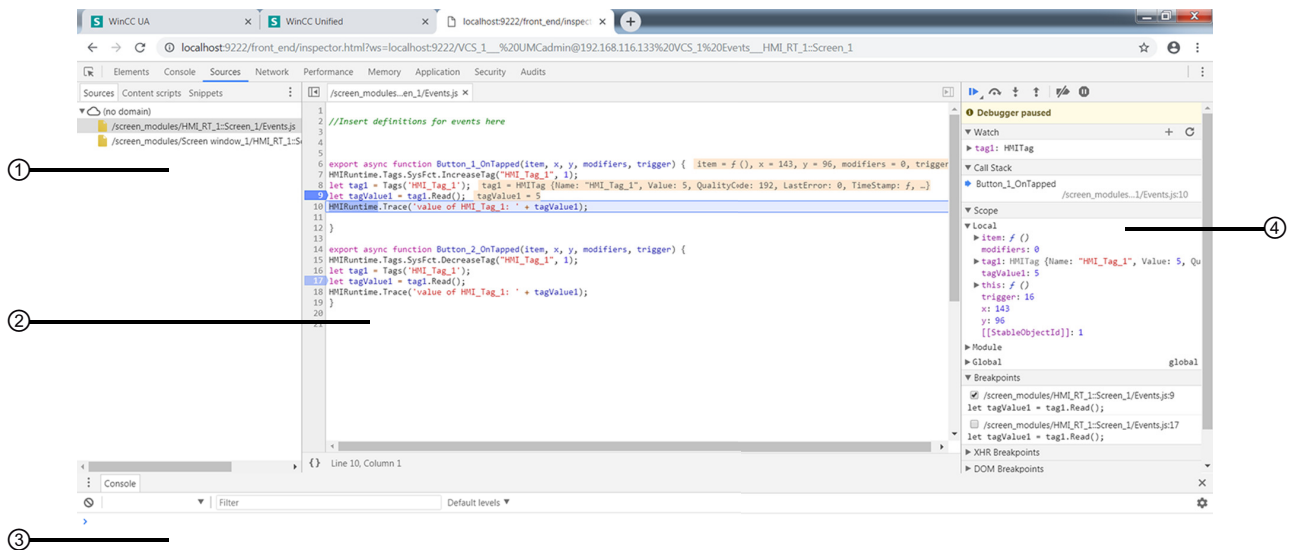 S WinCC UA × S WinCC Unified × localhost:9222/front_end/inspect ×
localhost:9222/front_end/inspector.html?ws=localhost:9222/VCS_1__%20UMCadmin@192.168.116.133%20VCS_1%20Events__HMI_RT_1::Screen_1
Elements Console Sources Network Performance Memory Application Security Audits
Sources Content scripts Snippets
(no domain)
/screen_modules/HMI_RT_1::Screen_1/Events.js
/screen_modules/Screen window_1/HMI_RT_1::S
①
②
③
/screen_modules...en_1/Events.js ×
1
2 //Insert definitions for events here
3
4
5
6 export async function Button_1_OnTapped(item, x, y, modifiers, trigger) { item = ƒ (), x = 143, y = 96, modifiers = 0, trigger
7 HMIRuntime.Tags.SysFct.IncreaseTag("HMI_Tag_1", 1);
8 let tag1 = Tags('HMI_Tag_1'); tag1 = HMITag {Name: "HMI_Tag_1", Value: 5, QualityCode: 192, LastError: 0, TimeStamp: ƒ, …}
9 let tagValue1 = tag1.Read(); tagValue1 = 5
10 HMIRuntime.Trace('value of HMI_Tag_1: ' + tagValue1);
11
12 }
13
14 export async function Button_2_OnTapped(item, x, y, modifiers, trigger) {
15 HMIRuntime.Tags.SysFct.DecreaseTag("HMI_Tag_1", 1);
16 let tag1 = Tags('HMI_Tag_1');
17 let tagValue1 = tag1.Read();
18 HMIRuntime.Trace('value of HMI_Tag_1: ' + tagValue1);
19 }
20
21
{} Line 10, Column 1
Debugger paused
Watch
tag1: HMITag
Call Stack
Button_1_OnTapped
/screen_modules...1/Events.js:10
Scope
Local
④
item: ƒ ()
modifiers: 0
tag1: HMITag {Name: "HMI_Tag_1", Value: 5, Qu
tagValue1: 5
this: ƒ ()
trigger: 16
x: 143
y: 96
[[StableObjectId]]: 1
Module
Global global
Breakpoints
/screen_modules/HMI_RT_1::Screen_1/Events.js:9
let tagValue1 = tag1.Read();
/screen_modules/HMI_RT_1::Screen_1/Events.js:17
let tagValue1 = tag1.Read();
XHR Breakpoints
DOM Breakpoints
Console
Filter Default levels ▼